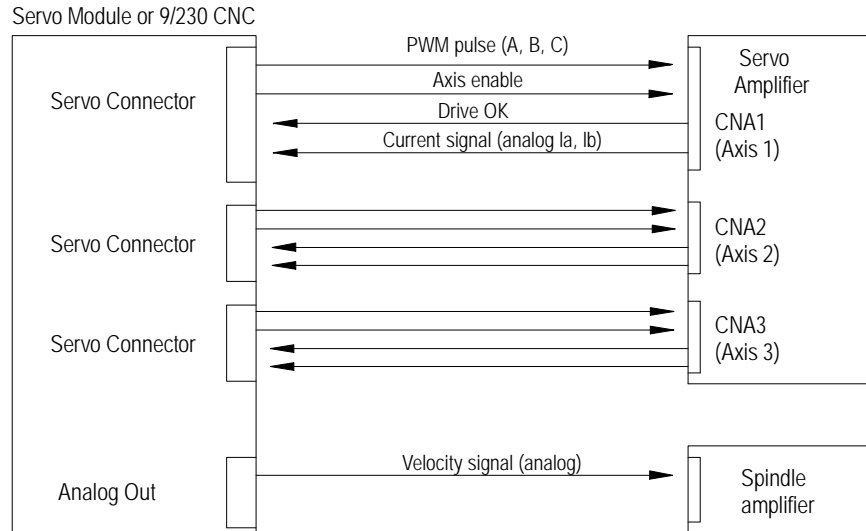 Servo Module or 9/230 CNC
PWM pulse (A, B, C)
Servo
Amplifier
Axis enable
Servo Connector
Drive OK
CNA1
(Axis 1)
Current signal (analog Ia, Ib)
Servo Connector
CNA2
(Axis 2)
Servo Connector
CNA3
(Axis 3)
Velocity signal (analog)
Analog Out
Spindle
amplifier